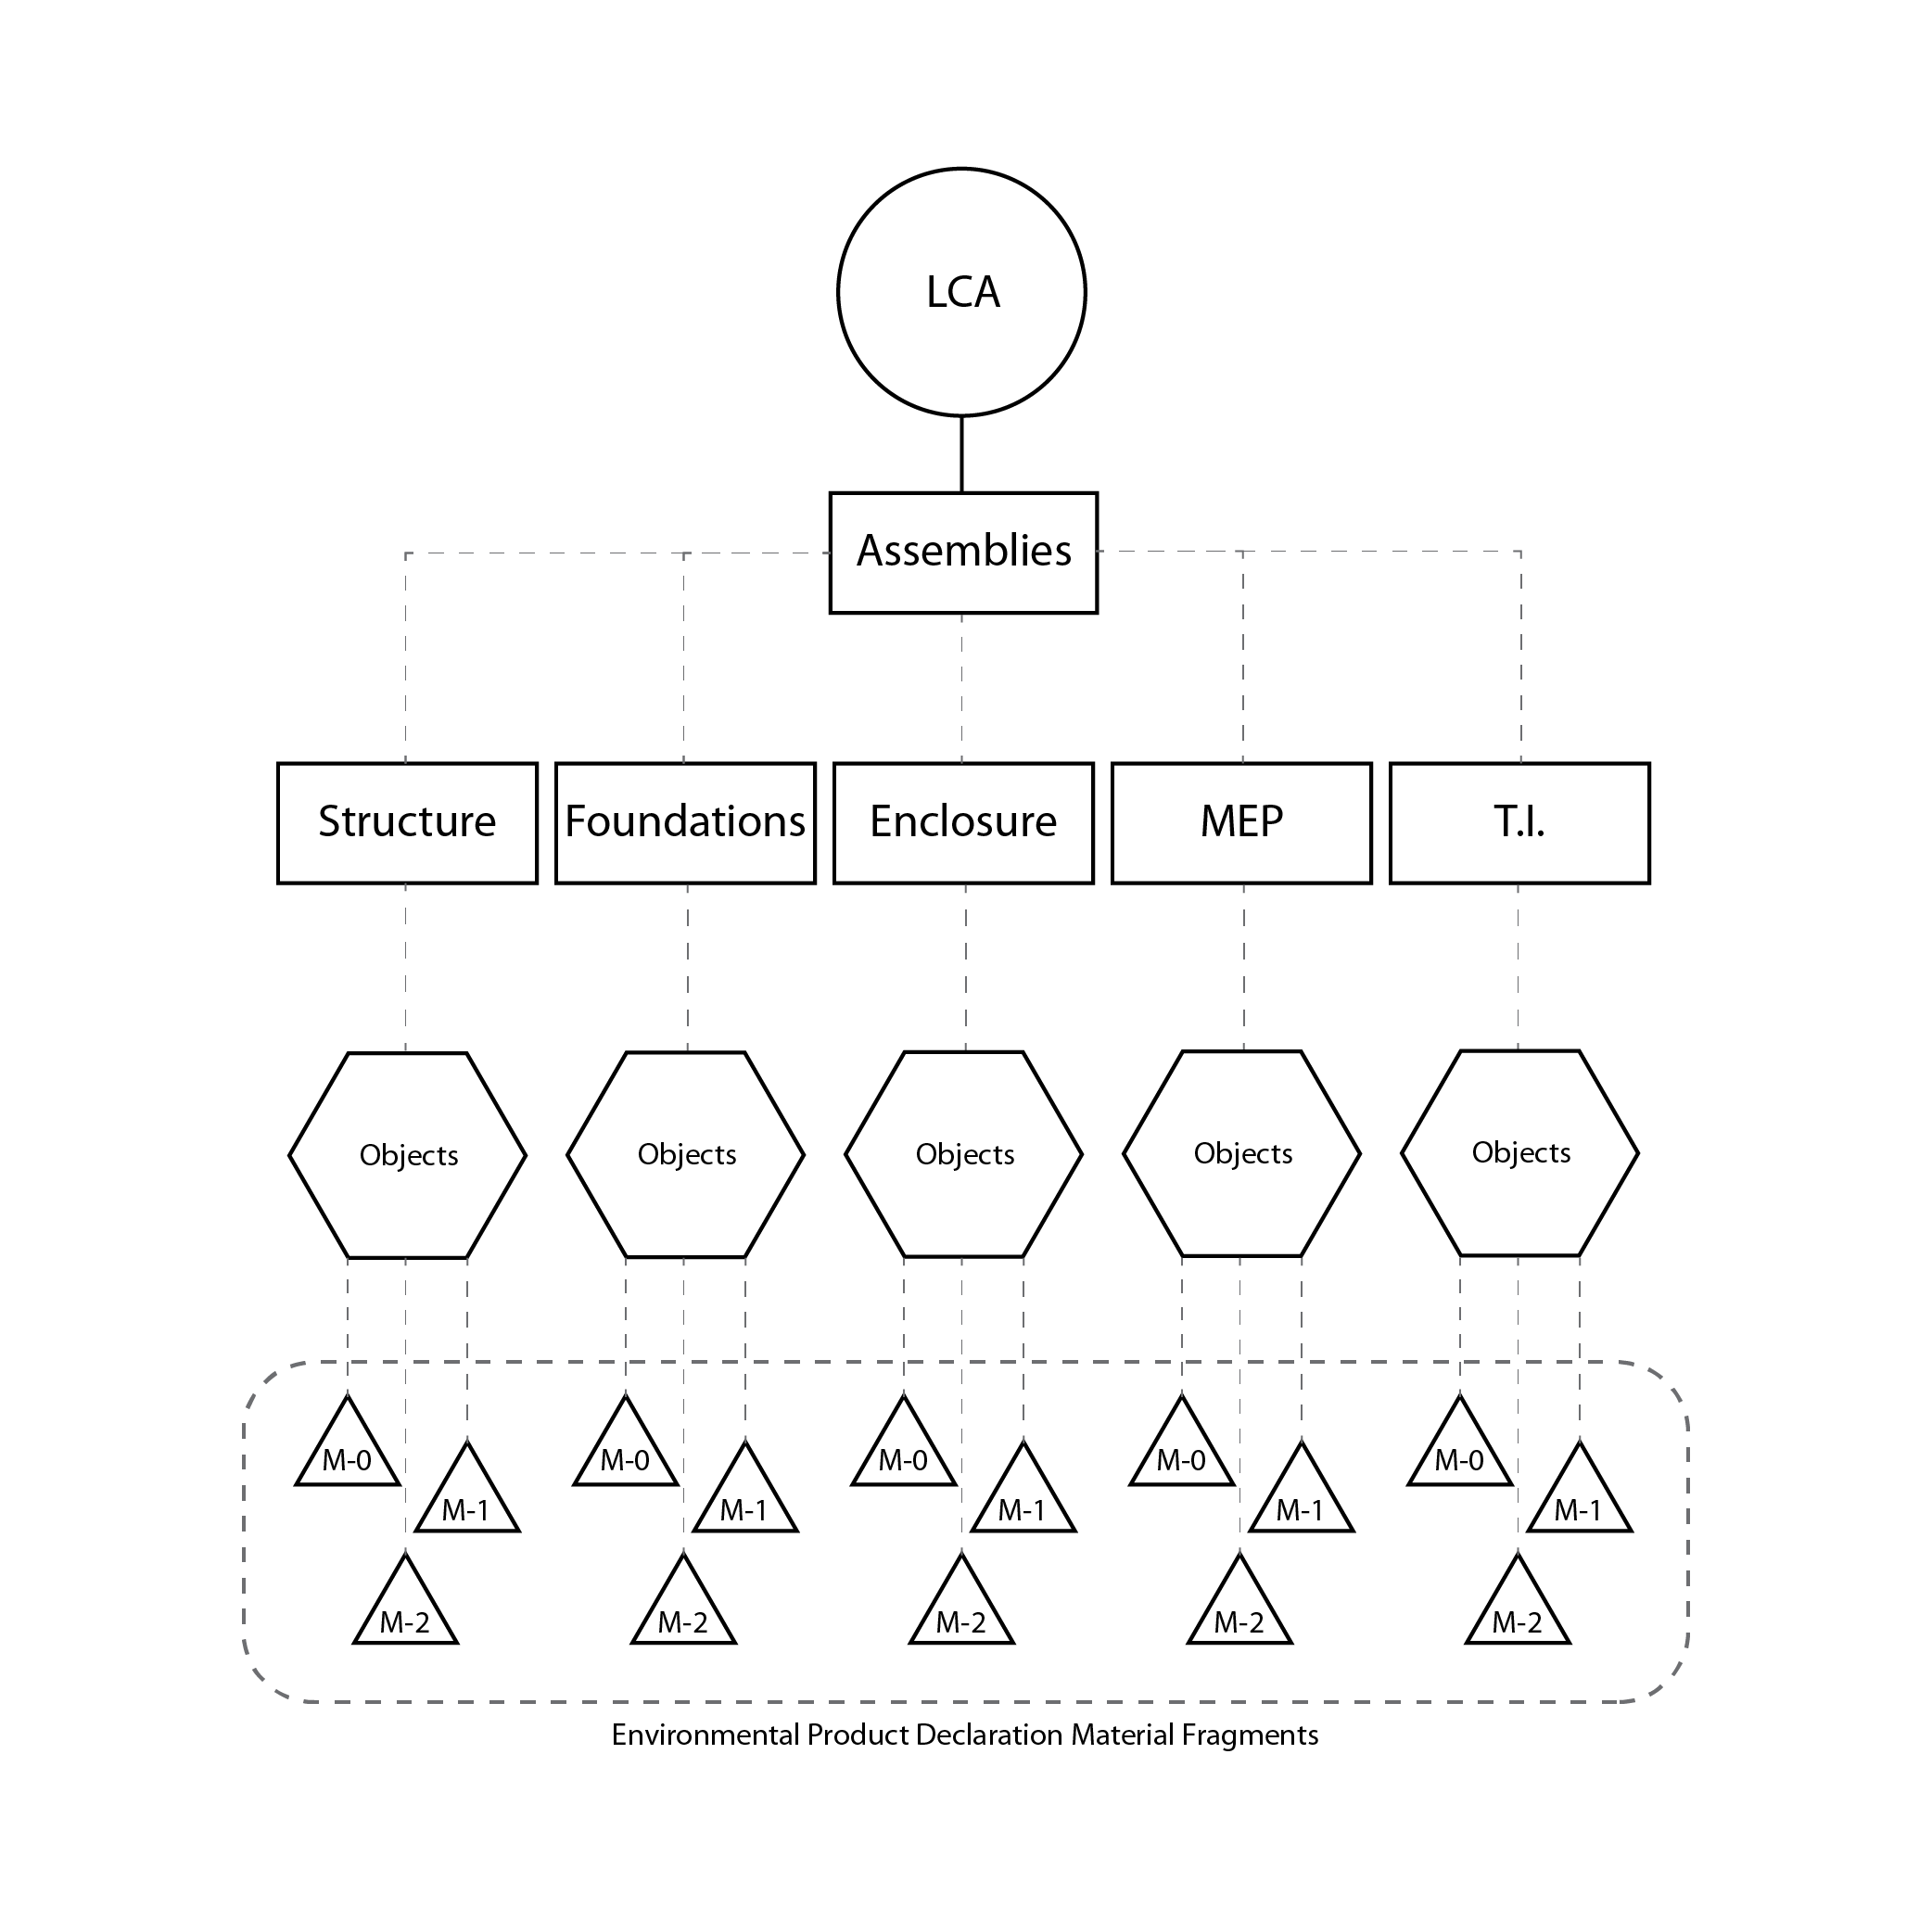 LCA
Assemblies
Structure
Foundations
Enclosure
MEP
T.I.
Objects
Objects
Objects
Objects
Objects
M-0
M-1
M-2
M-0
M-1
M-2
M-0
M-1
M-2
M-0
M-1
M-2
M-0
M-1
M-2
Environmental Product Declaration Material Fragments